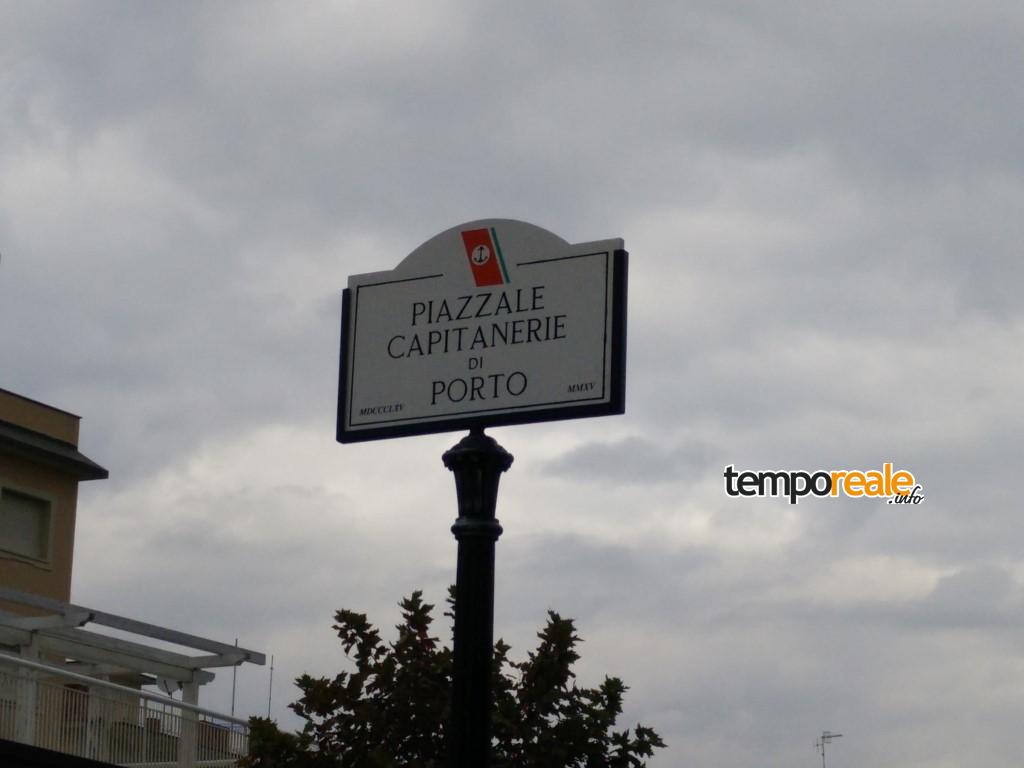 PIAZZALE
CAPITANERIE
DI
PORTO
MDCCCLXV MMXV
temporeale.info